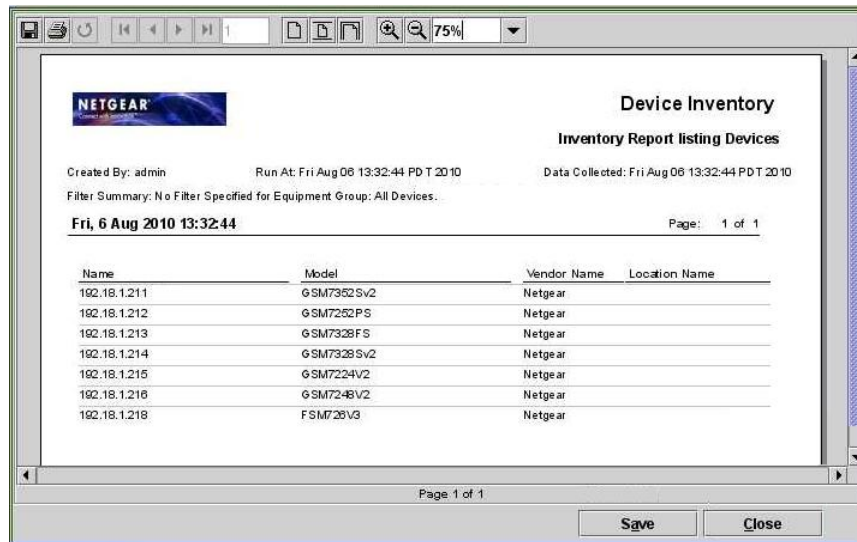 1
75%
NETGEAR
Connect with Innovation
Device Inventory
Inventory Report listing Devices
Created By: admin Run At: Fri Aug 06 13:32:44 PDT 2010 Data Collected: Fri Aug 06 13:32:44 PDT 2010
Filter Summary: No Filter Specified for Equipment Group: All Devices.
Fri, 6 Aug 2010 13:32:44 Page: 1 of 1
Name Model Vendor Name Location Name
192.18.1.211 GSM7352Sv2 Netgear
192.18.1.212 GSM7252PS Netgear
192.18.1.213 GSM7328FS Netgear
192.18.1.214 GSM7328Sv2 Netgear
192.18.1.215 GSM7224V2 Netgear
192.18.1.216 GSM7248V2 Netgear
192.18.1.218 FSM726V3 Netgear
Page 1 of 1
Save Close